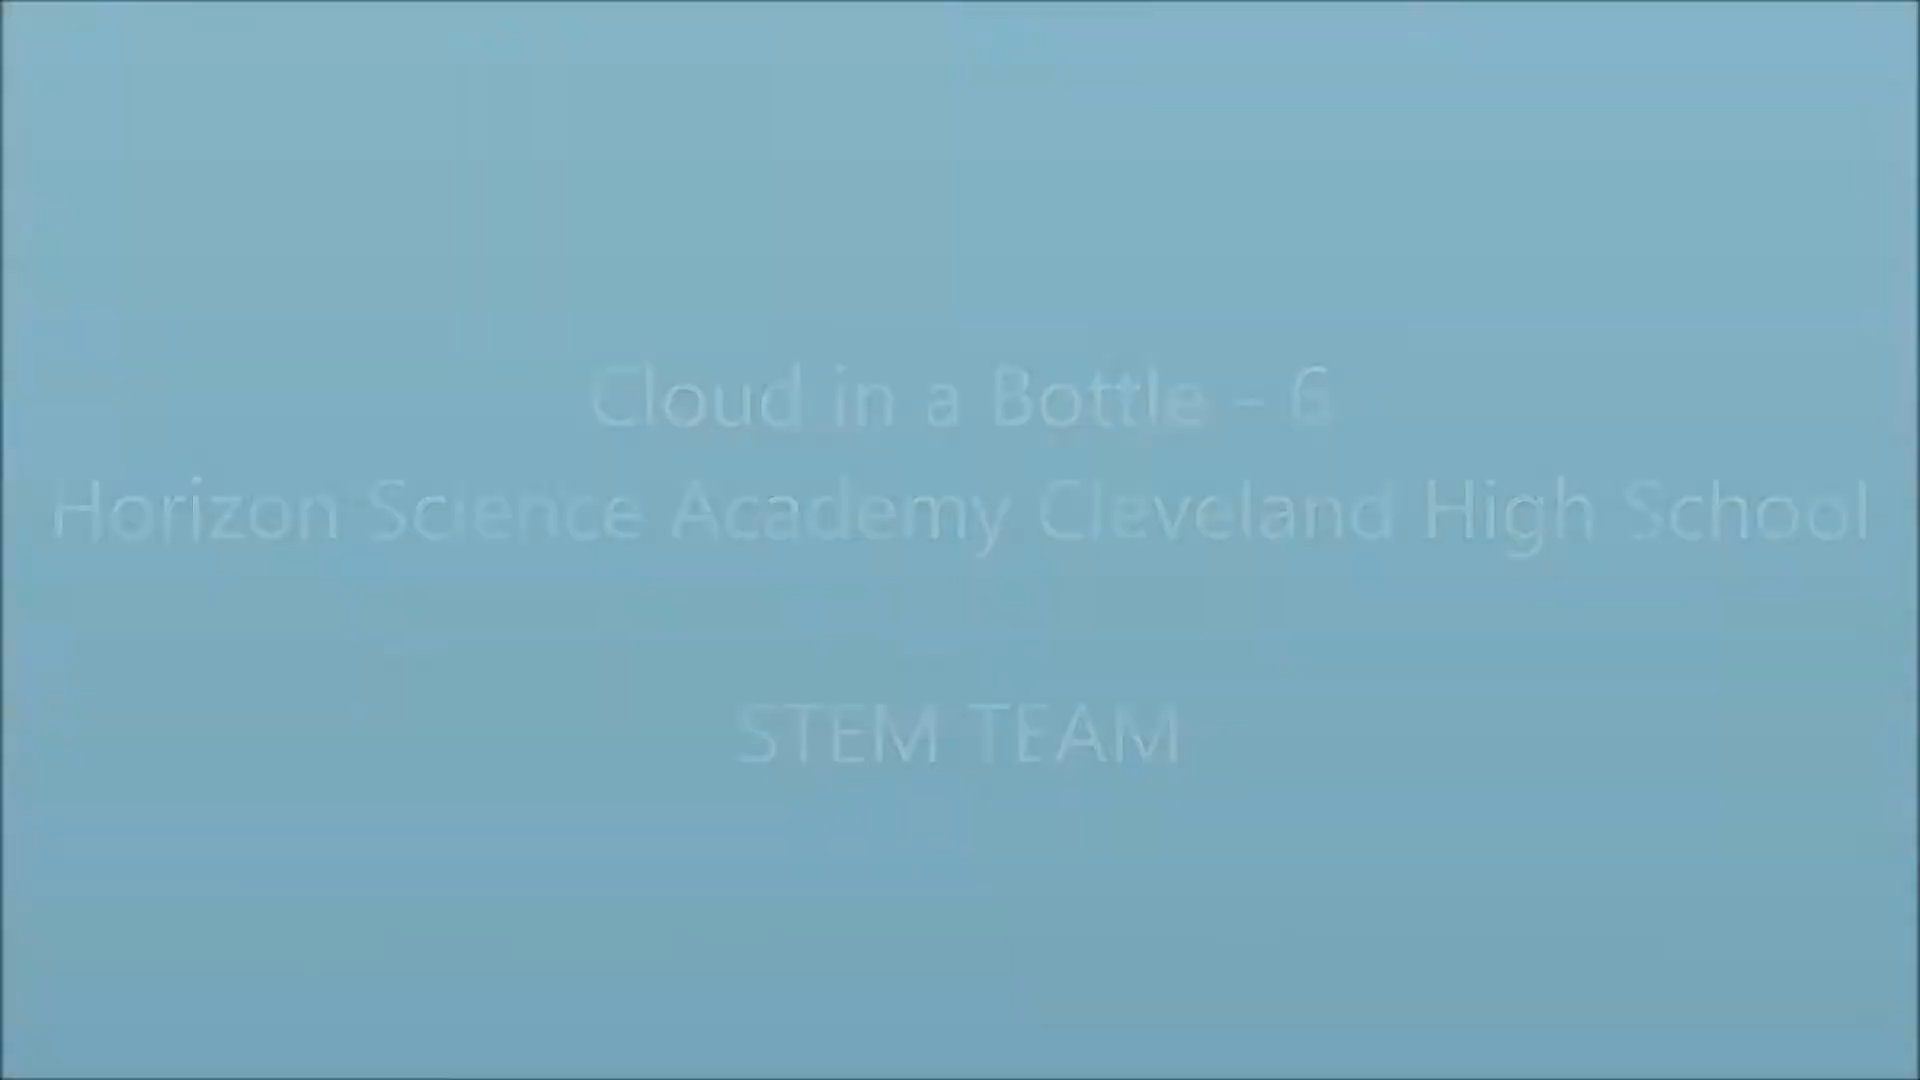 Cloud in a Bottle - 6
Horizon Science Academy Cleveland High School
STEM TEAM